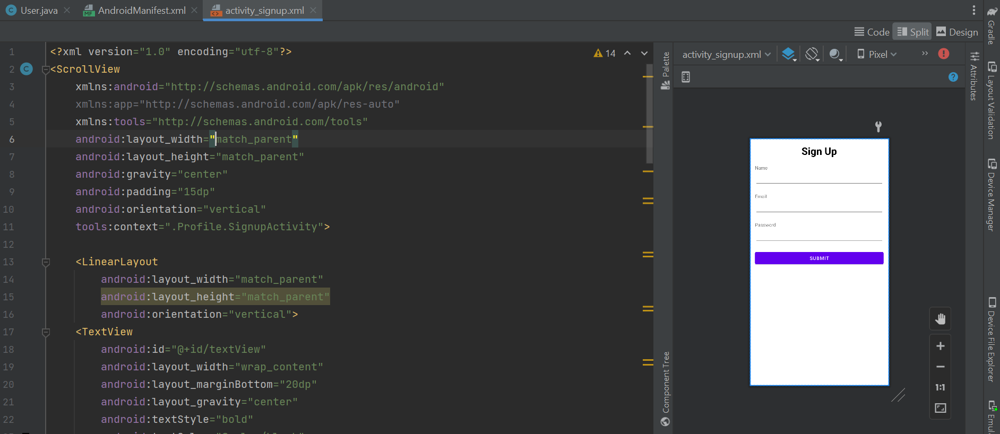 User.java
AndroidManifest.xml
activity_signup.xml
Code
Split
Design
1 <?xml version="1.0" encoding="utf-8"?>
2 <ScrollView
3 xmlns:android="http://schemas.android.com/apk/res/android"
4 xmlns:app="http://schemas.android.com/apk/res-auto"
5 xmlns:tools="http://schemas.android.com/tools"
6 android:layout_width="match_parent"
7 android:layout_height="match_parent"
8 android:gravity="center"
9 android:padding="15dp"
10 android:orientation="vertical"
11 tools:context=".Profile.SignupActivity">
12
13 <LinearLayout
14 android:layout_width="match_parent"
15 android:layout_height="match_parent"
16 android:orientation="vertical">
17 <TextView
18 android:id="@+id/textView"
19 android:layout_width="wrap_content"
20 android:layout_marginBottom="20dp"
21 android:layout_gravity="center"
22 android:textStyle="bold"
14
Palette
Component Tree
activity_signup.xml
Pixel
Sign Up
Name
Email
Password
SUBMIT
1:1
Attributes
Gradle
Layout Validation
Device Manager
Device File Explorer